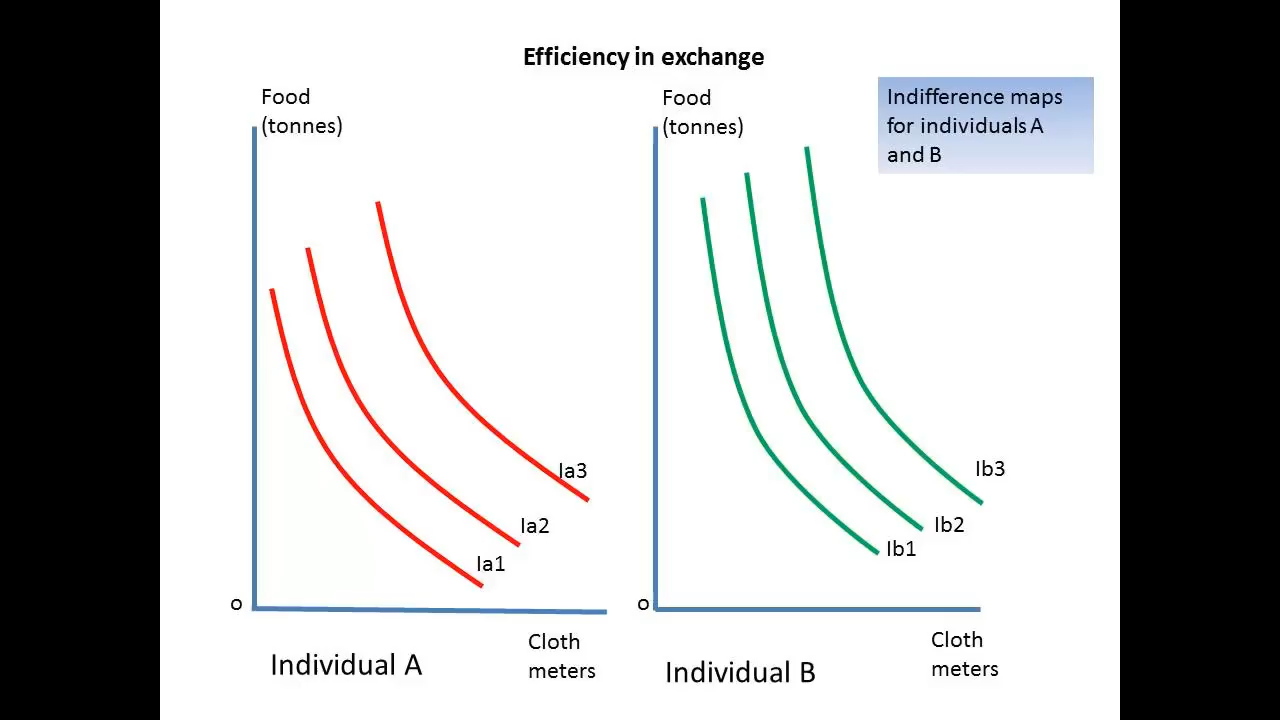 Efficiency in exchange
Food
(tonnes)
Ia3
Ia2
Ia1
o
Cloth
meters
Individual A
Food
(tonnes)
Indifference maps
for individuals A
and B
Ib3
Ib2
Ib1
o
Cloth
meters
Individual B